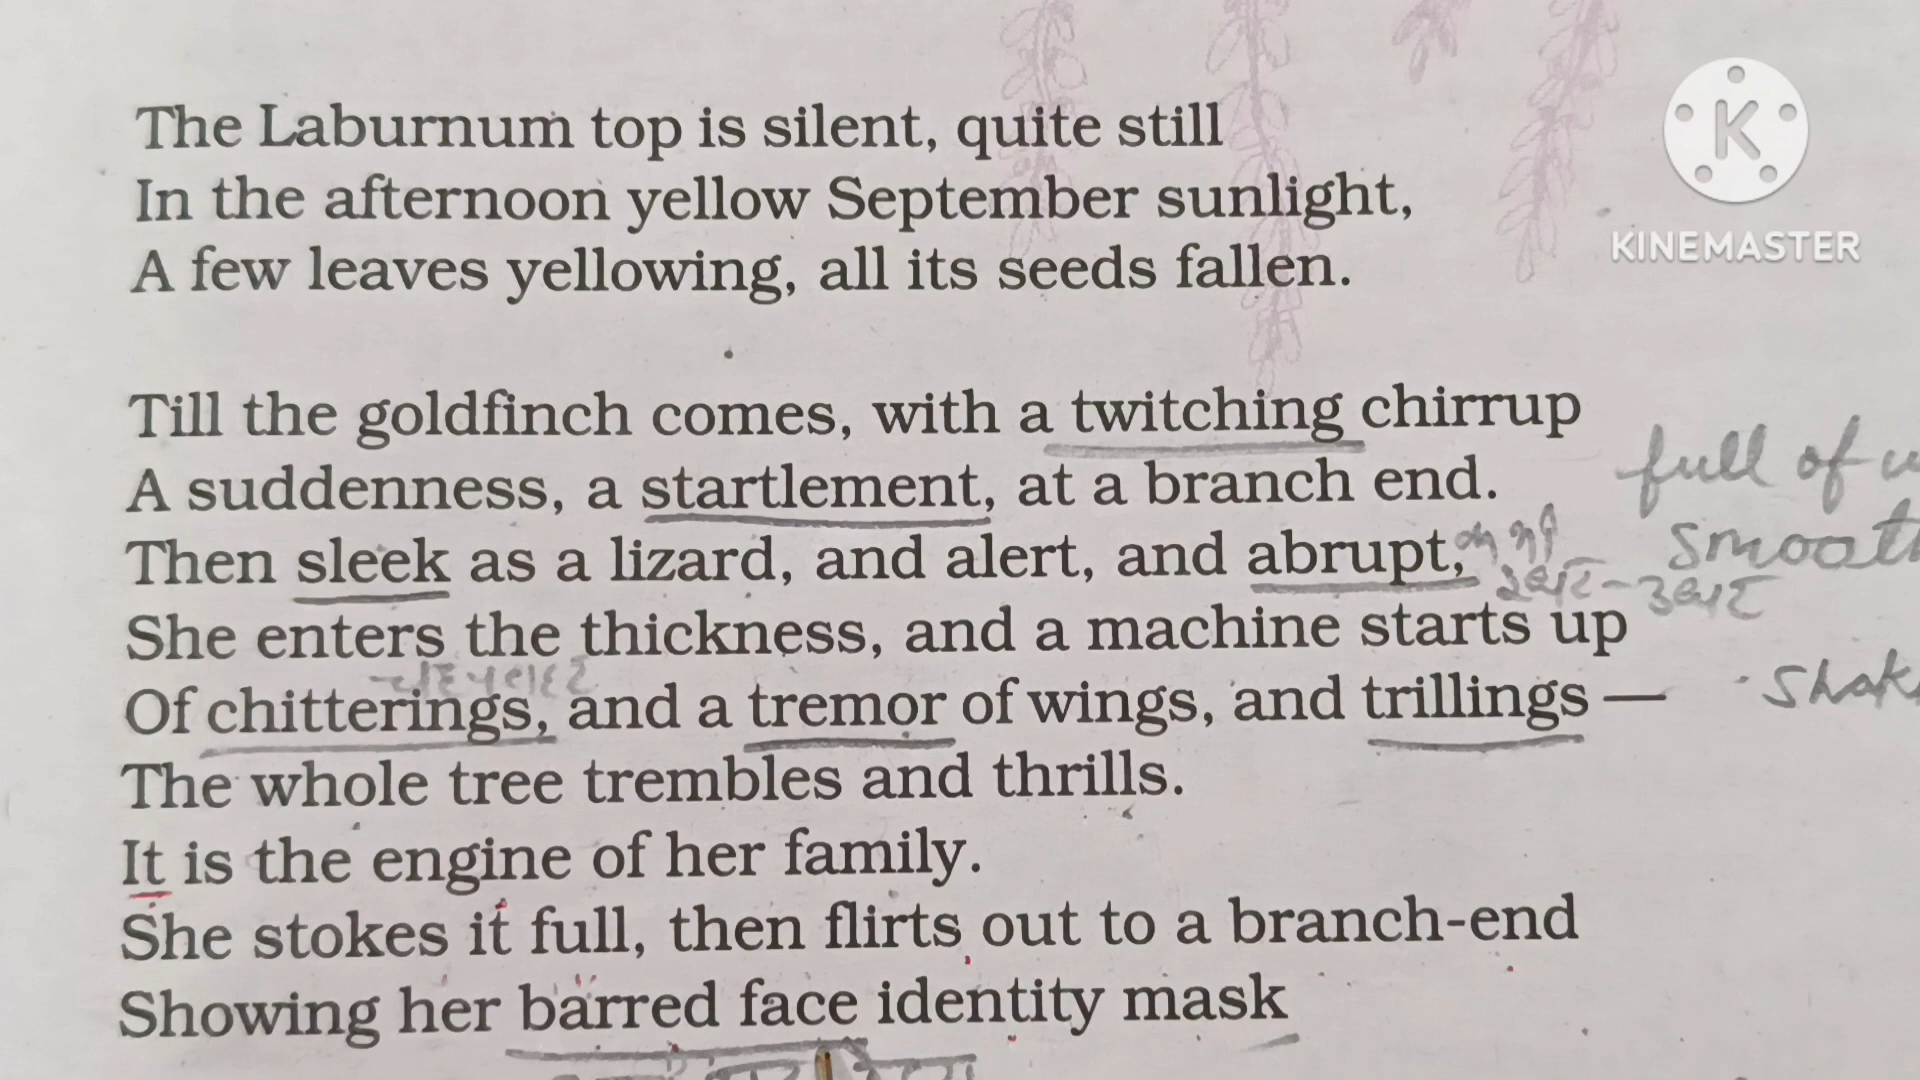 The Laburnum top is silent, quite still
In the afternoon yellow September sunlight,
A few leaves yellowing, all its seeds fallen.
KINEMASTER
Till the goldfinch comes, with a twitching chirrup
A suddenness, a startlement, at a branch end.
full of
Then sleek as a lizard, and alert, and abrupt,
She enters the thickness, and a machine starts up
Of chitterings, and a tremor of wings, and trillings —
The whole tree trembles and thrills.
It is the engine of her family.
She stokes it full, then flirts out to a branch-end
Showing her barred face identity mask